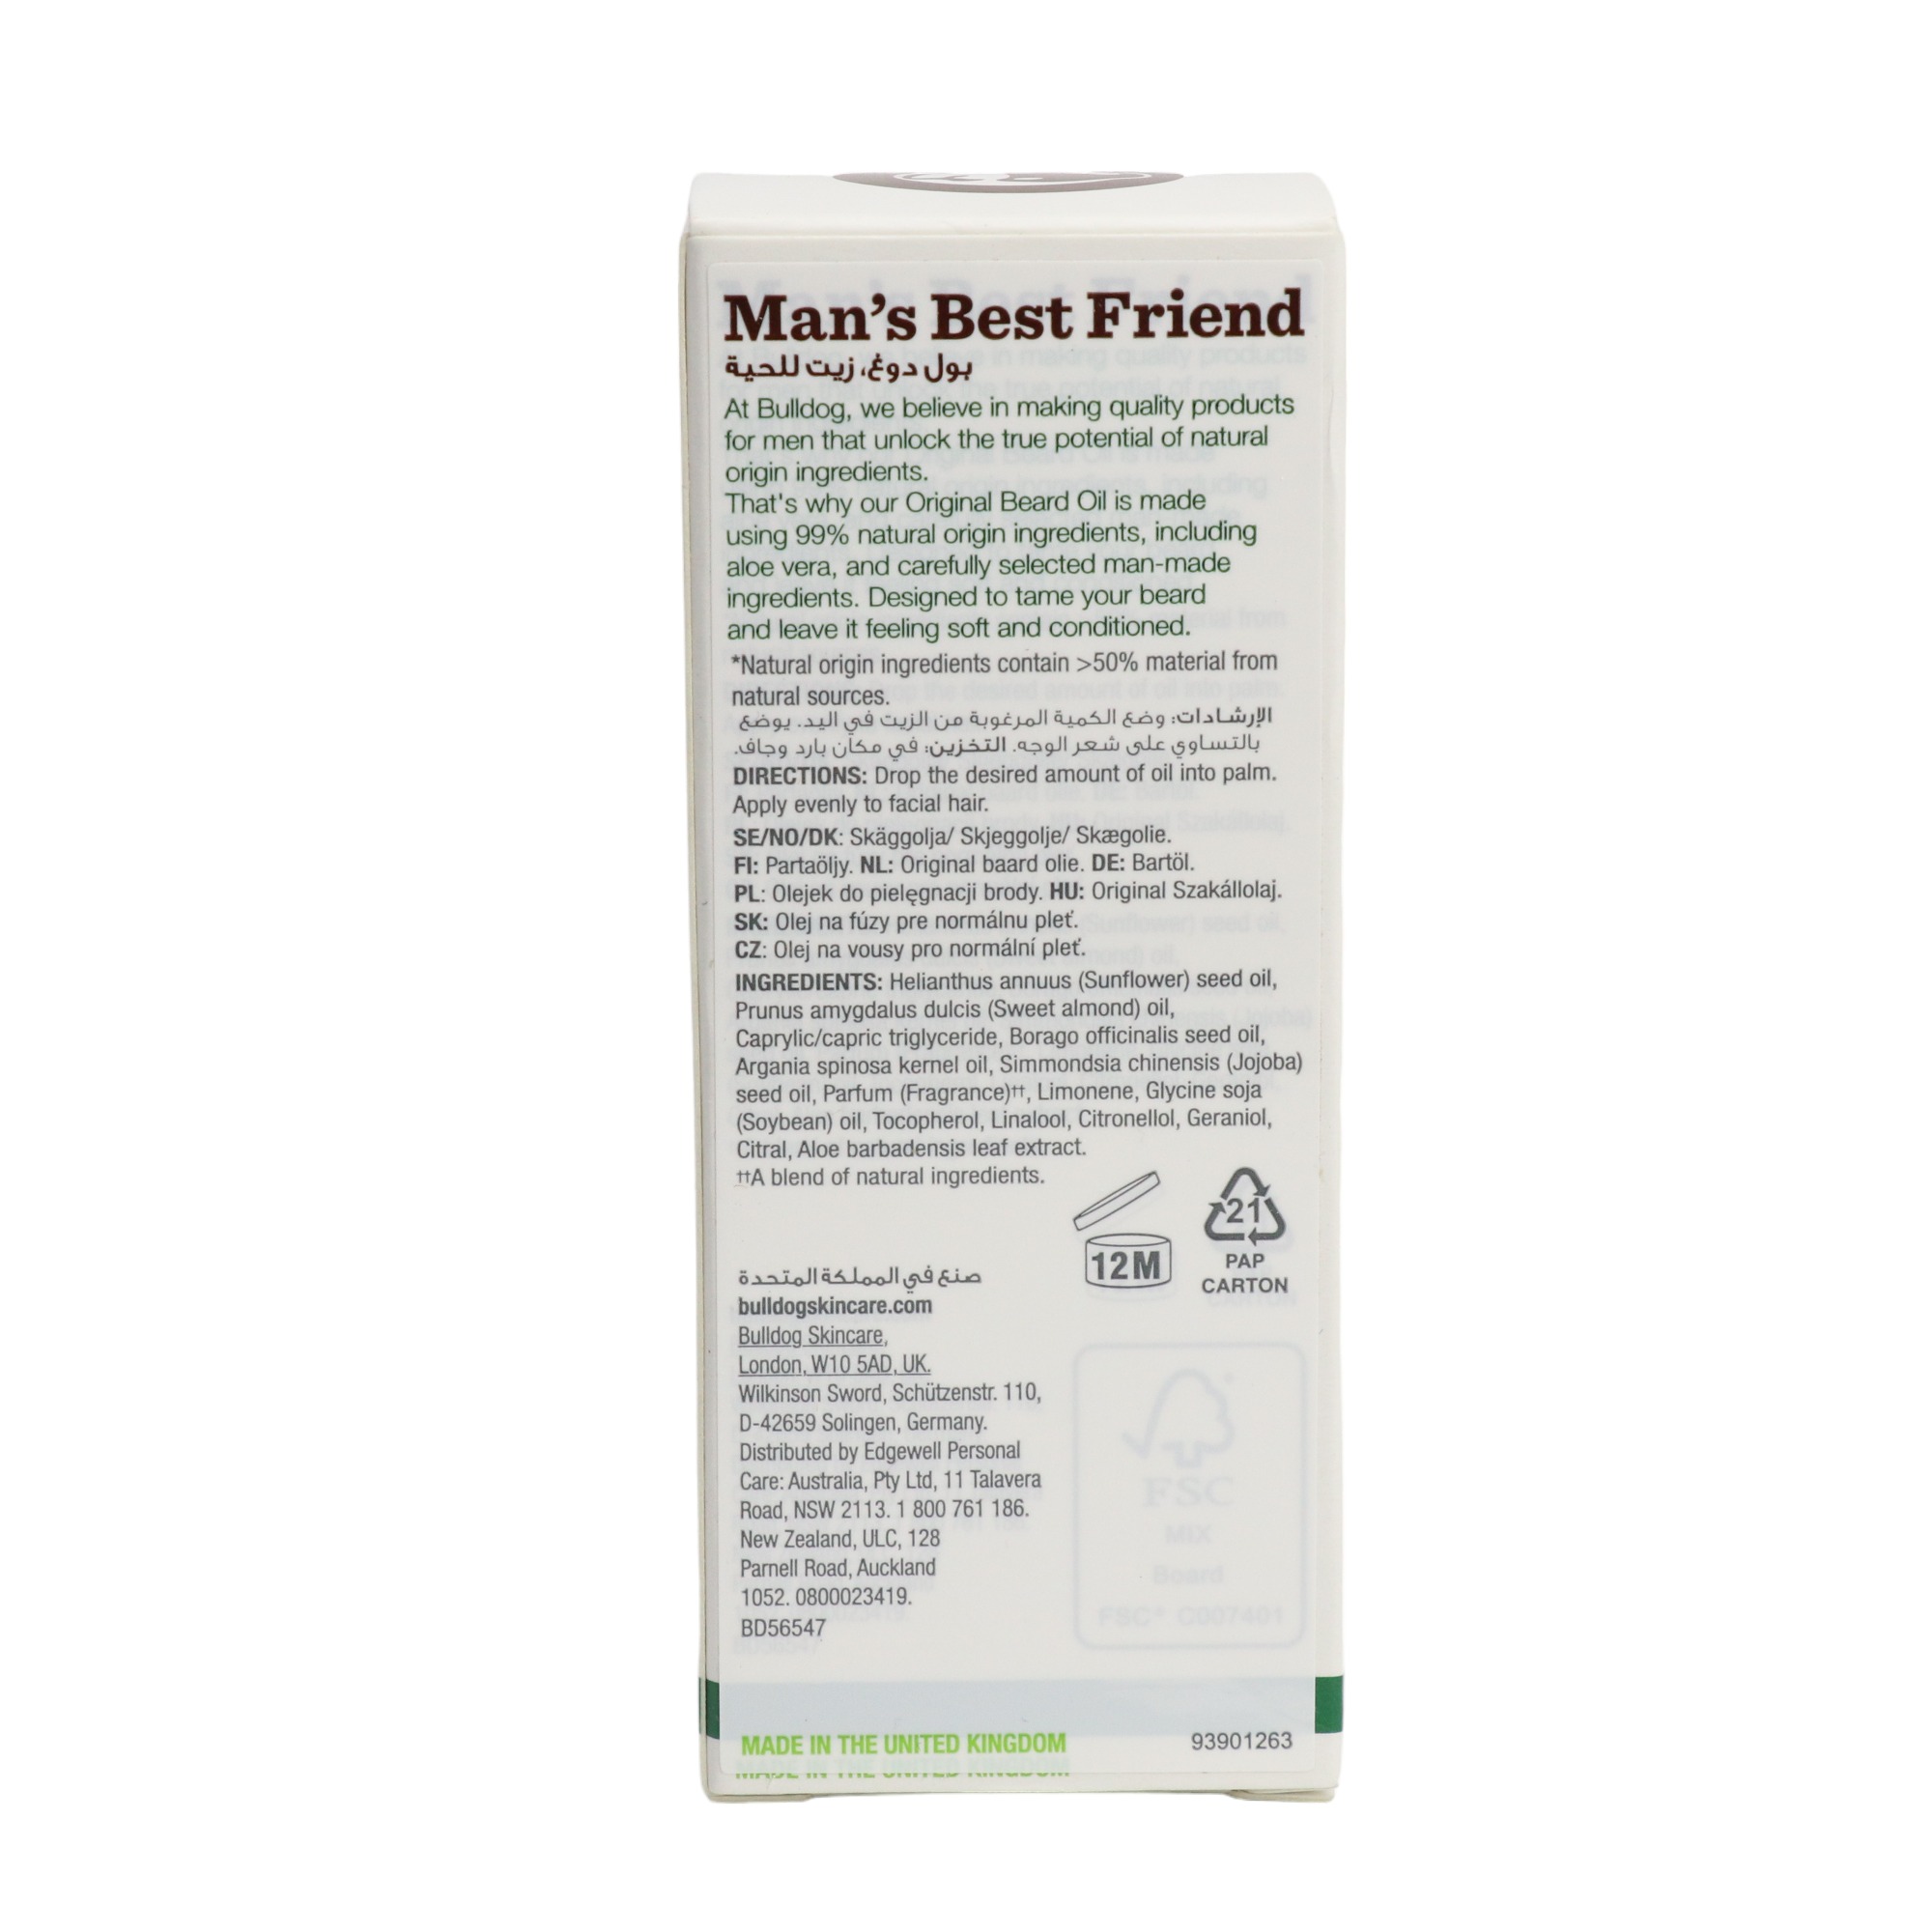 Man's Best Friend
بول دوغ، زيت للحية
At Bulldog, we believe in making quality products
for men that unlock the true potential of natural
origin ingredients.
That's why our Original Beard Oil is made
using 99% natural origin ingredients, including
aloe vera, and carefully selected man-made
ingredients. Designed to tame your beard
and leave it feeling soft and conditioned.
*Natural origin ingredients contain >50% material from
natural sources.
الإرشادات: وضع الكمية المرغوبة من الزيت في اليد. يوضع
بالتساوي على شعر الوجه. التخزين: في مكان بارد وجاف.
DIRECTIONS: Drop the desired amount of oil into palm.
Apply evenly to facial hair.
SE/NO/DK: Skäggolja/ Skjeggolje/ Skægolie.
FI: Partaöljy. NL: Original baard olie. DE: Bartöl.
PL: Olejek do pielęgnacji brody. HU: Original Szakállolaj.
SK: Olej na fúzy pre normálnu pleť.
CZ: Olej na vousy pro normální pleť.
INGREDIENTS: Helianthus annuus (Sunflower) seed oil,
Prunus amygdalus dulcis (Sweet almond) oil,
Caprylic/capric triglyceride, Borago officinalis seed oil,
Argania spinosa kernel oil, Simmondsia chinensis (Jojoba)
seed oil, Parfum (Fragrance)††, Limonene, Glycine soja
(Soybean) oil, Tocopherol, Linalool, Citronellol, Geraniol,
Citral, Aloe barbadensis leaf extract.
††A blend of natural ingredients.
12M
21
PAP
CARTON
صنع في المملكة المتحدة
bulldogskincare.com
Bulldog Skincare,
London, W10 5AD, UK.
Wilkinson Sword, Schützenstr. 110,
D-42659 Solingen, Germany.
Distributed by Edgewell Personal
Care: Australia, Pty Ltd, 11 Talavera
Road, NSW 2113. 1 800 761 186.
New Zealand, ULC, 128
Parnell Road, Auckland
1052. 0800023419.
BD56547
FSC
MIX
Board
FSC® C007401
MADE IN THE UNITED KINGDOM
93901263
MADE IN THE UNITED KINGDOM